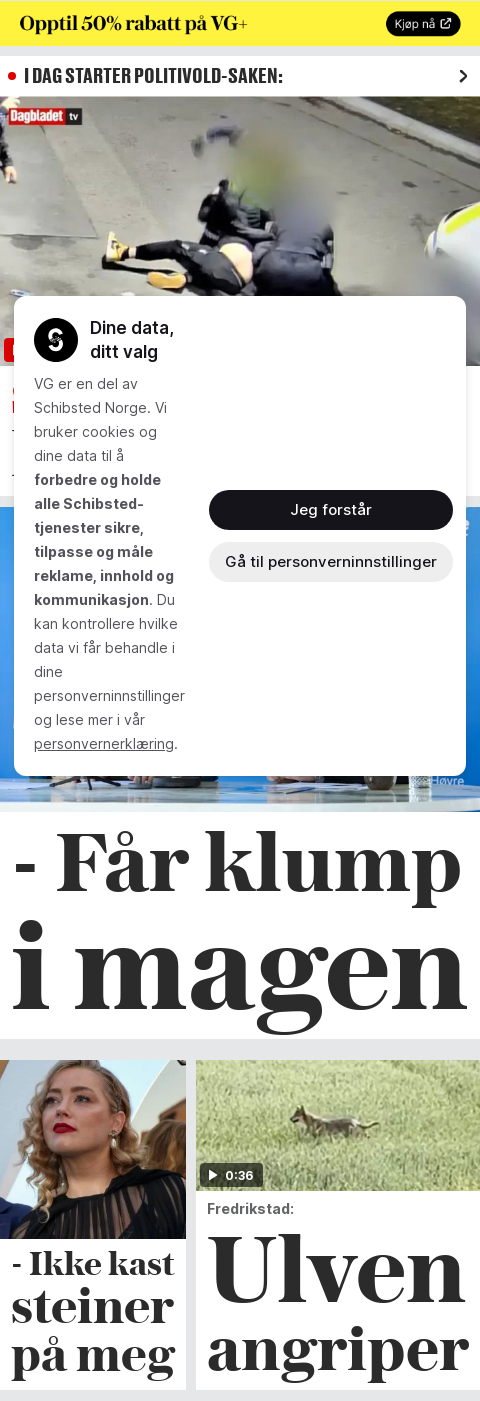 Opptil 50% rabatt på VG+
Kjøp nå
I DAG STARTER POLITIVOLD-SAKEN:
Dagbladet tv
Dine data,
ditt valg
VG er en del av
Schibsted Norge. Vi
bruker cookies og
dine data til å
forbedre og holde
alle Schibsted-
tjenester sikre,
tilpasse og måle
reklame, innhold og
kommunikasjon. Du
kan kontrollere hvilke
data vi får behandle i
dine
personverninnstillinger
og lese mer i vår
personvernerklæring.
Jeg forstår
Gå til personverninnstillinger
Høyre
- Får klump
i magen
- Ikke kast
steiner
på meg
0:36
Fredrikstad:
Ulven
angriper